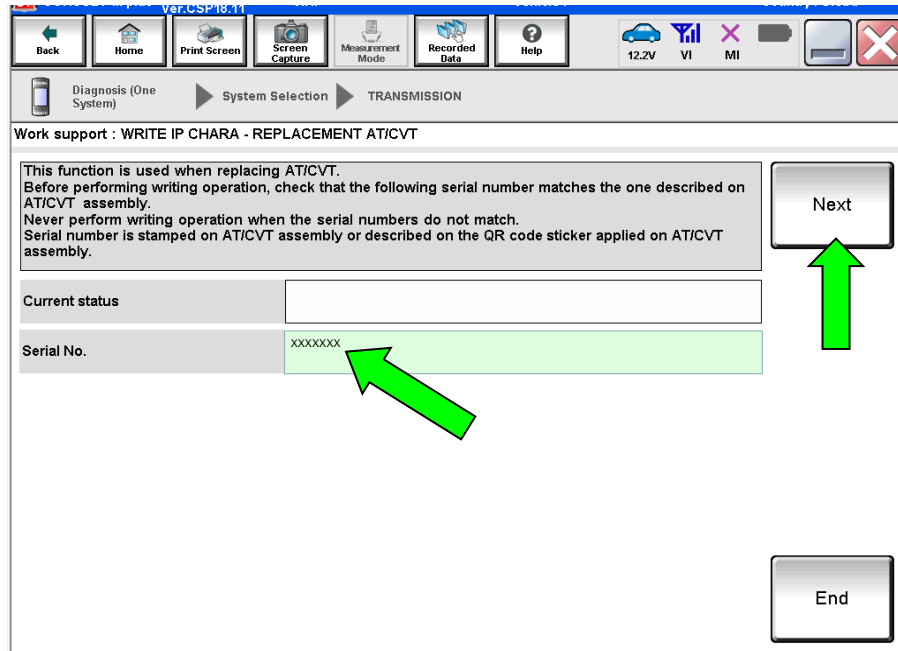 Ver.CSP18.11
Back
Home
Print Screen
Screen
Capture
Measurement
Mode
Recorded
Data
Help
12.2V
VI
MI
Diagnosis (One
System)
System Selection
TRANSMISSION
Work support : WRITE IP CHARA - REPLACEMENT AT/CVT
This function is used when replacing AT/CVT.
Before performing writing operation, check that the following serial number matches the one described on
AT/CVT assembly.
Never perform writing operation when the serial numbers do not match.
Serial number is stamped on AT/CVT assembly or described on the QR code sticker applied on AT/CVT
assembly.
Next
Current status
Serial No.
xxxxxxx
End